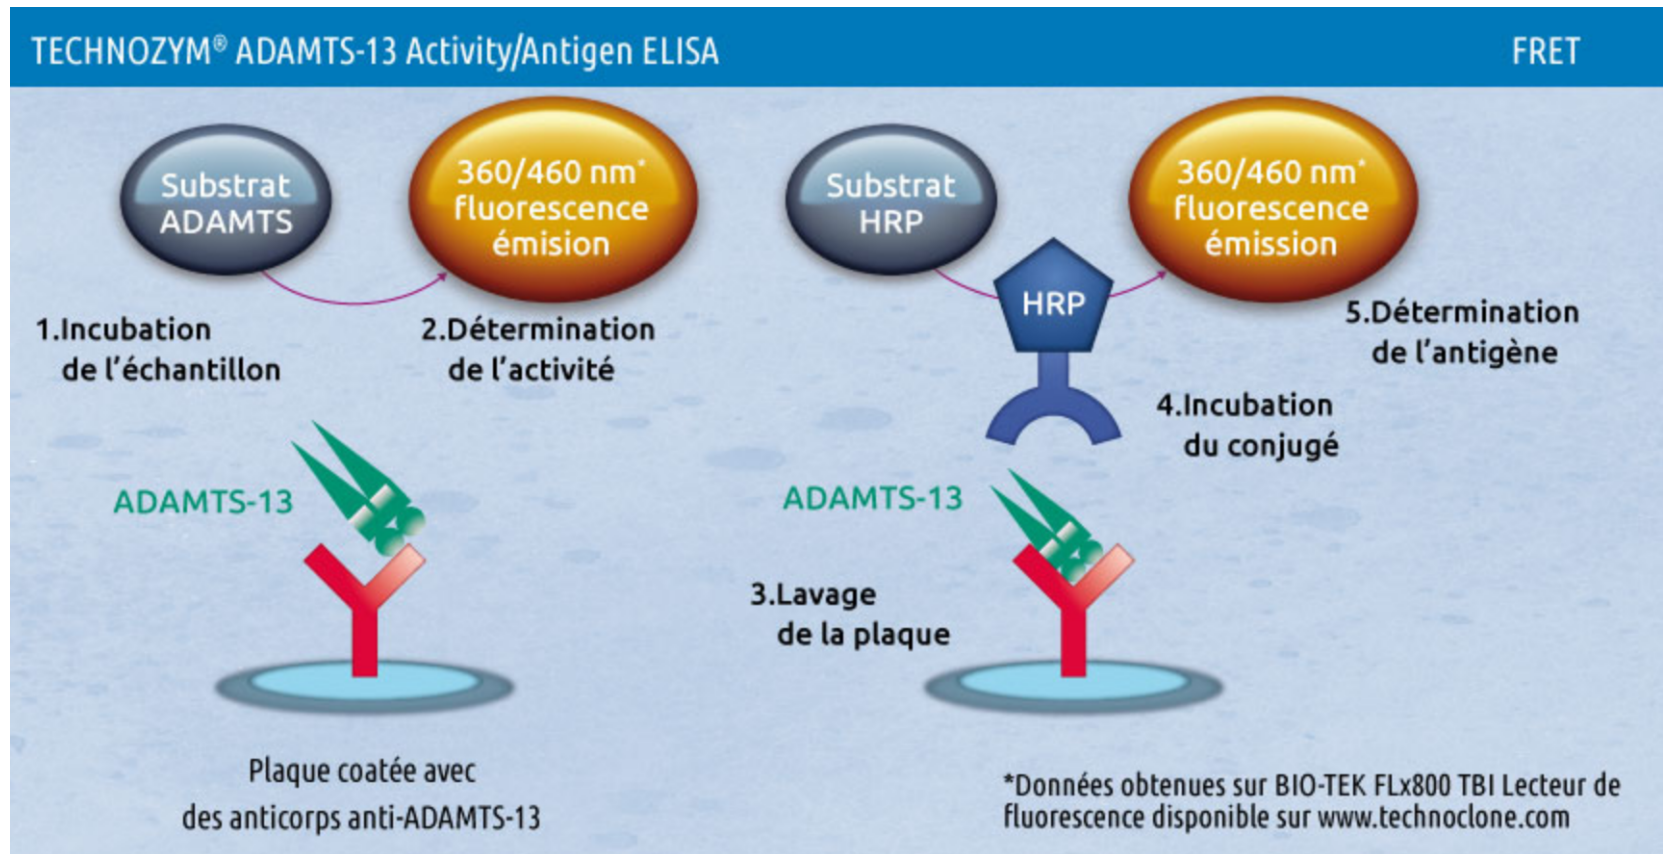 TECHNOZYM® ADAMTS-13 Activity/Antigen ELISA
FRET
Substrat
ADAMTS
360/460 nm*
fluorescence
émision
1.Incubation
de l'échantillon
2.Détermination
de l'activité
ADAMTS-13
Plaque coatée avec
des anticorps anti-ADAMTS-13
Substrat
HRP
360/460 nm*
fluorescence
émission
HRP
5.Détermination
de l'antigène
4.Incubation
du conjugé
ADAMTS-13
3.Lavage
de la plaque
*Données obtenues sur BIO-TEK FLx800 TBI Lecteur de
fluorescence disponible sur www.technoclone.com